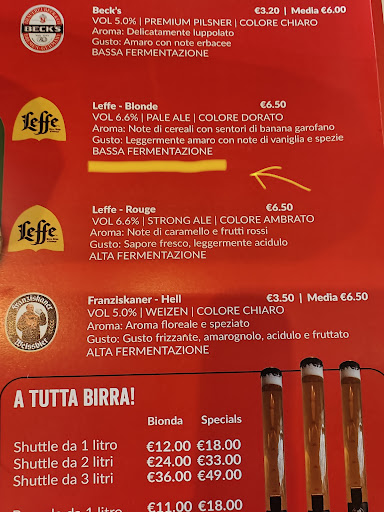 BECK'S
Beck's €3.20 | Media €6.00
VOL 5.0% | PREMIUM PILSNER | COLORE CHIARO
Aroma: Delicatamente luppolato
Gusto: Amaro con note erbacee
BASSA FERMENTAZIONE
Leffe
Leffe - Blonde €6.50
VOL 6.6% | PALE ALE | COLORE DORATO
Aroma: Note di cereali con sentori di banana garofano
Gusto: Leggermente amaro con note di vaniglia e spezie
BASSA FERMENTAZIONE
Leffe
Leffe - Rouge €6.50
VOL 6.6% | STRONG ALE | COLORE AMBRATO
Aroma: Note di caramello e frutti rossi
Gusto: Sapore fresco, leggermente acidulo
ALTA FERMENTAZIONE
Franziskaner
Weissbier
Franziskaner - Hell €3.50 | Media €6.50
VOL 5.0% | WEIZEN | COLORE CHIARO
Aroma: Aroma floreale e speziato
Gusto: Gusto frizzante, amarognolo, acidulo e fruttato
ALTA FERMENTAZIONE
A TUTTA BIRRA!
Bionda Specials
Shuttle da 1 litro €12.00 €18.00
Shuttle da 2 litri €24.00 €33.00
Shuttle da 3 litri €36.00 €49.00
da 1 litro €11.00 €18.00